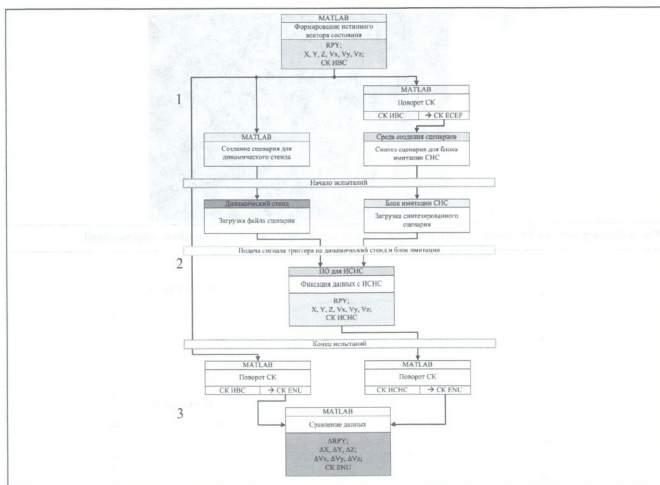 MATLAB
Формирование истинного
вектора состояния
RPY;
X, Y, Z, Vx, Vy, Vz;
СК ИВС
1
MATLAB
Поворот СК
СК ИВС → СК ECEF
MATLAB
Создание сценария для
динамического стенда
Среда создания сценариев
Синтез сценария для блока
имитации СНС
Начало испытаний
Динамический стенд
Загрузка файла сценария
Блок имитации СНС
Загрузка синтезированного
сценария
Подача сигнала триггера на динамический стенд и блок имитации
2
ПО для ИСНС
Фиксация данных с ИСНС
RPY;
X, Y, Z, Vx, Vy, Vz;
СК ИСНС
Конец испытаний
MATLAB
Поворот СК
СК ИВС → СК ENU
MATLAB
Поворот СК
СК ИСНС → СК ENU
3
MATLAB
Сравнение данных
ΔRPY;
ΔX, ΔY, ΔZ;
ΔVx, ΔVy, ΔVz;
СК ENU